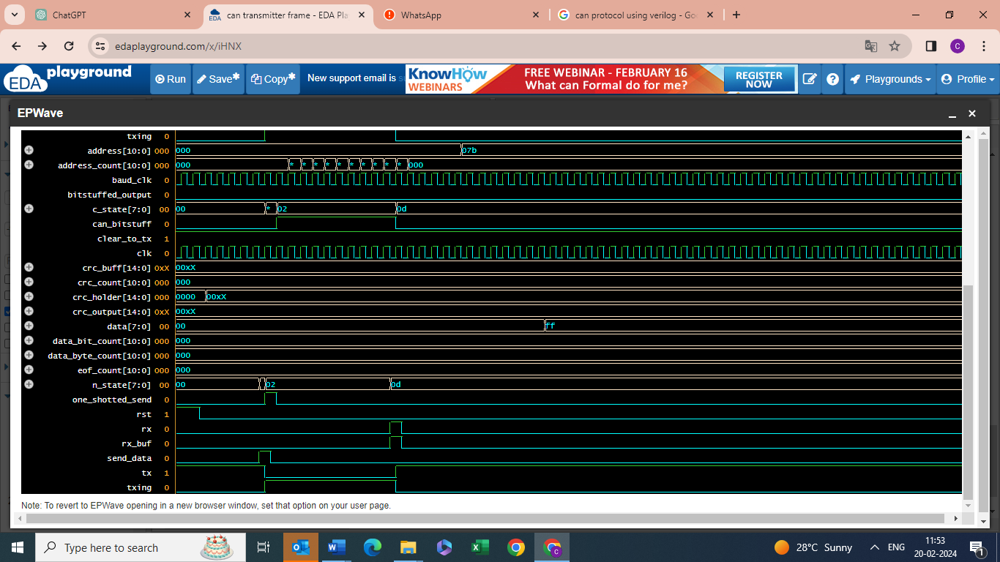 ChatGPT
can transmitter frame - EDA Pla
WhatsApp
can protocol using verilog - Goo
edaplayground.com/x/iHNX
EDA playground
Run
Save*
Copy*
New support email is su
KnowHow WEBINARS
FREE WEBINAR - FEBRUARY 16
What can Formal do for me?
REGISTER NOW
Playgrounds
Profile
EPWave
txing 0
address[10:0] 000 000 07b
address_count[10:0] 000 000 * * * * * * * * * * 000
baud_clk 0
bitstuffed_output 0
c_state[7:0] 00 00 * 02 0d
can_bitstuff 0
clear_to_tx 1
clk 0
crc_buff[14:0] 0xX 00xX
crc_count[10:0] 000 000
crc_holder[14:0] 000 0000 00xX
crc_output[14:0] 0xX 00xX
data[7:0] 00 00 ff
data_bit_count[10:0] 000 000
data_byte_count[10:0] 000 000
eof_count[10:0] 000 000
n_state[7:0] 00 00 02 0d
one_shotted_send 0
rst 1
rx 0
rx_buf 0
send_data 0
tx 1
txing 0
Note: To revert to EPWave opening in a new browser window, set that option on your user page.
Type here to search
28°C Sunny
ENG
11:53
20-02-2024
1